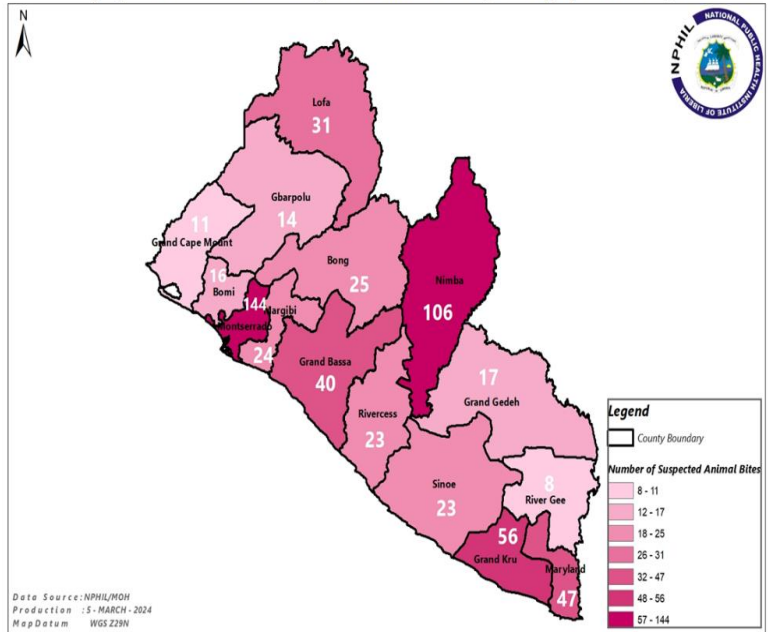 N
NPHIL
NATIONAL PUBLIC HEALTH INSTITUTE OF LIBERIA
Lofa
31
Gbarpolu
14
11
Grand Cape Mount
Bong
25
Nimba
106
16
Bomi
144
Margibi
Montserrado
24
Grand Bassa
40
17
Grand Gedeh
Rivercess
23
Sinoe
23
8
River Gee
56
Grand Kru
Maryland
47
Legend
County Boundary
Number of Suspected Animal Bites
8 - 11
12 - 17
18 - 25
26 - 31
32 - 47
48 - 56
57 - 144
Data Source: NPHIL/MOH
Production : 5 - MARCH - 2024
Map Datum WGS Z29N